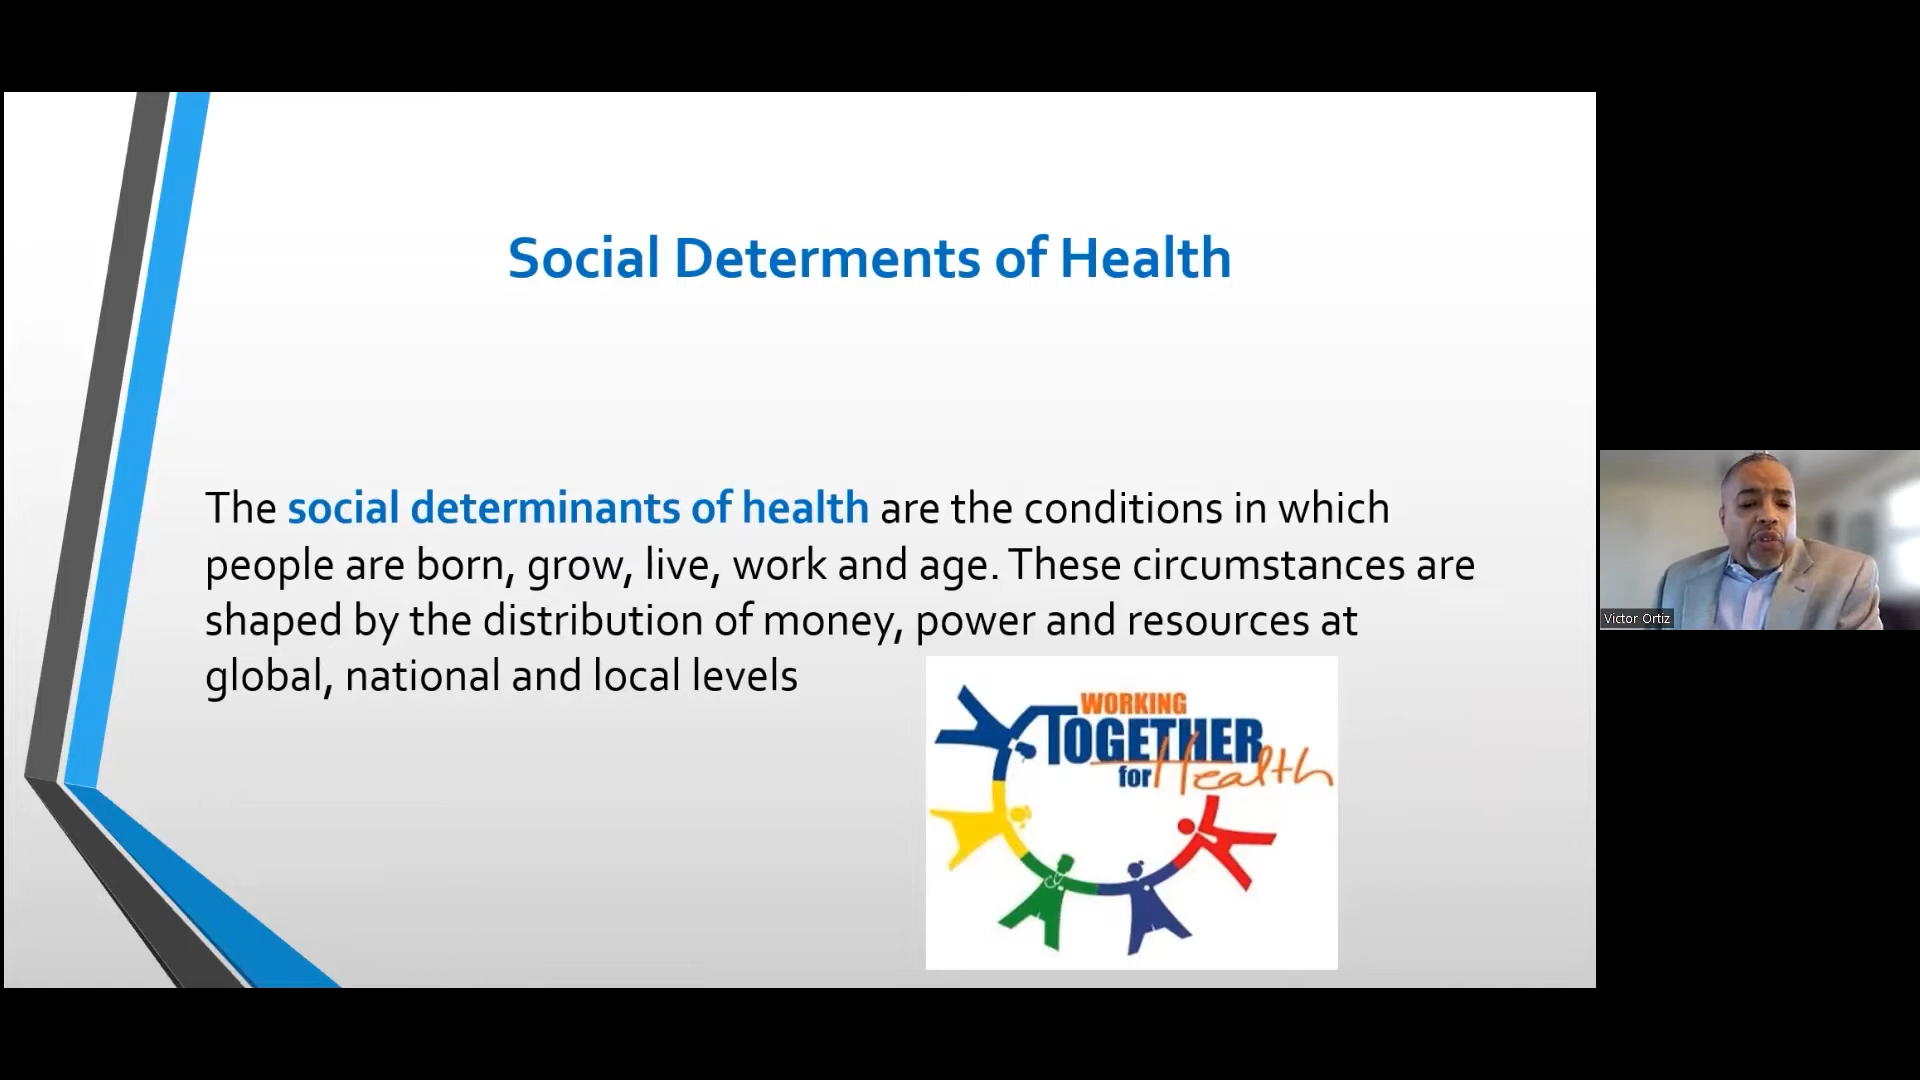 Social Determents of Health
The social determinants of health are the conditions in which
people are born, grow, live, work and age. These circumstances are
shaped by the distribution of money, power and resources at
global, national and local levels
WORKING
TOGETHER
for Health
Victor Ortiz